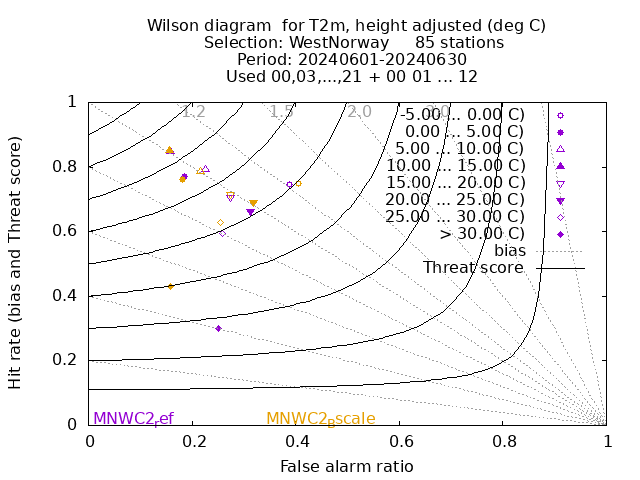 Wilson diagram  for T2m, height adjusted (deg C)
Selection: WestNorway     85 stations
Period: 20240601-20240630
Used 00,03,...,21 + 00 01 ... 12
Hit rate (bias and Threat score)
1
0.8
0.6
0.4
0.2
0
1.2 1.5 2.0
-5.00 ... 0.00 C)
0.00 ... 5.00 C)
5.00 ... 10.00 C)
10.00 ... 15.00 C)
15.00 ... 20.00 C)
20.00 ... 25.00 C)
25.00 ... 30.00 C)
> 30.00 C)
bias
Threat score
MNWC2_ref MNWC2_Bscale
0 0.2 0.4 0.6 0.8 1
False alarm ratio